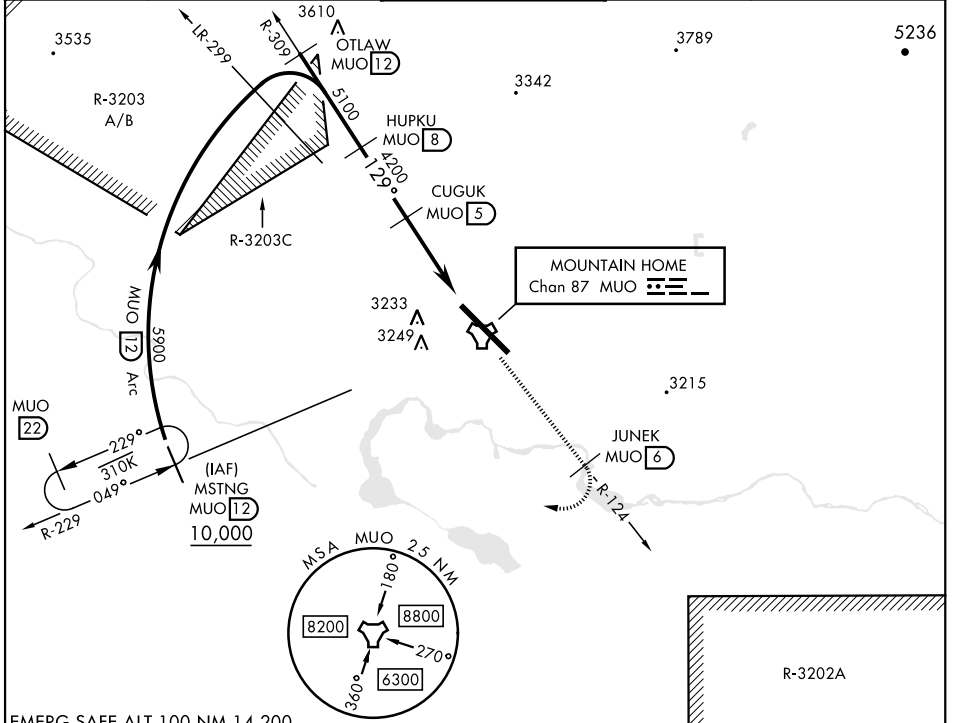 3535
LR-299
R-309
3610
OTLAW
MUO 12
3789
5236
R-3203
A/B
3342
5100
HUPKU
MUO 8
4200
129°
CUGUK
MUO 5
R-3203C
MOUNTAIN HOME
Chan 87 MUO
MUO 12 Arc
5900
3233
3249
3215
MUO
22
229°
310K
049°
R-229
(IAF)
MSTNG
MUO 12
10,000
JUNEK
MUO 6
R-124
MSA MUO 25 NM
180°
8200
8800
270°
6300
360°
R-3202A
EMERG SAFE ALT 100 NM 14,200